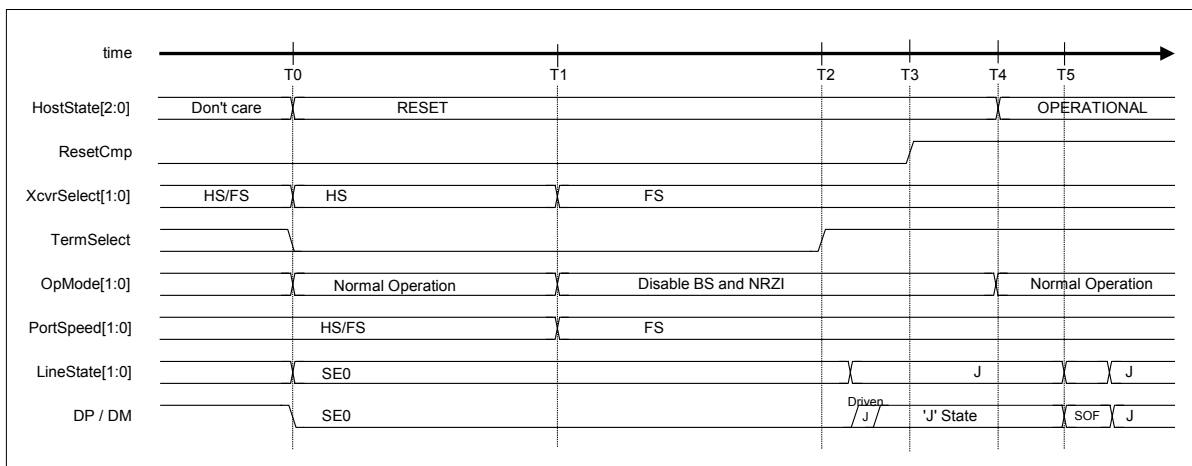 time
T0 T1 T2 T3 T4 T5
HostState[2:0] Don't care RESET OPERATIONAL
ResetCmp
XcvrSelect[1:0] HS/FS HS FS
TermSelect
OpMode[1:0] Normal Operation Disable BS and NRZI Normal Operation
PortSpeed[1:0] HS/FS FS
LineState[1:0] SE0 J J
Driven
DP / DM SE0 J 'J' State SOF J